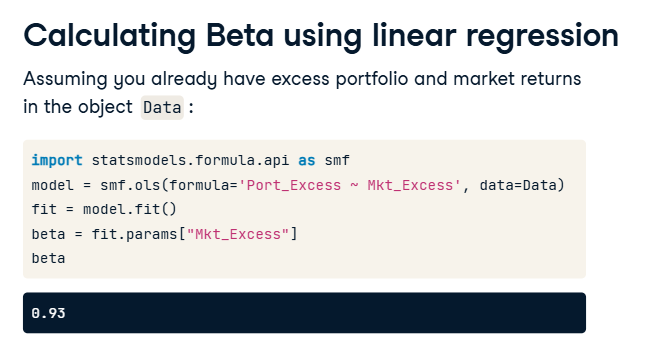 Calculating Beta using linear regression
Assuming you already have excess portfolio and market returns
in the object Data :
import statsmodels.formula.api as smf
model = smf.ols(formula='Port_Excess ~ Mkt_Excess', data=Data)
fit = model.fit()
beta = fit.params["Mkt_Excess"]
beta
0.93